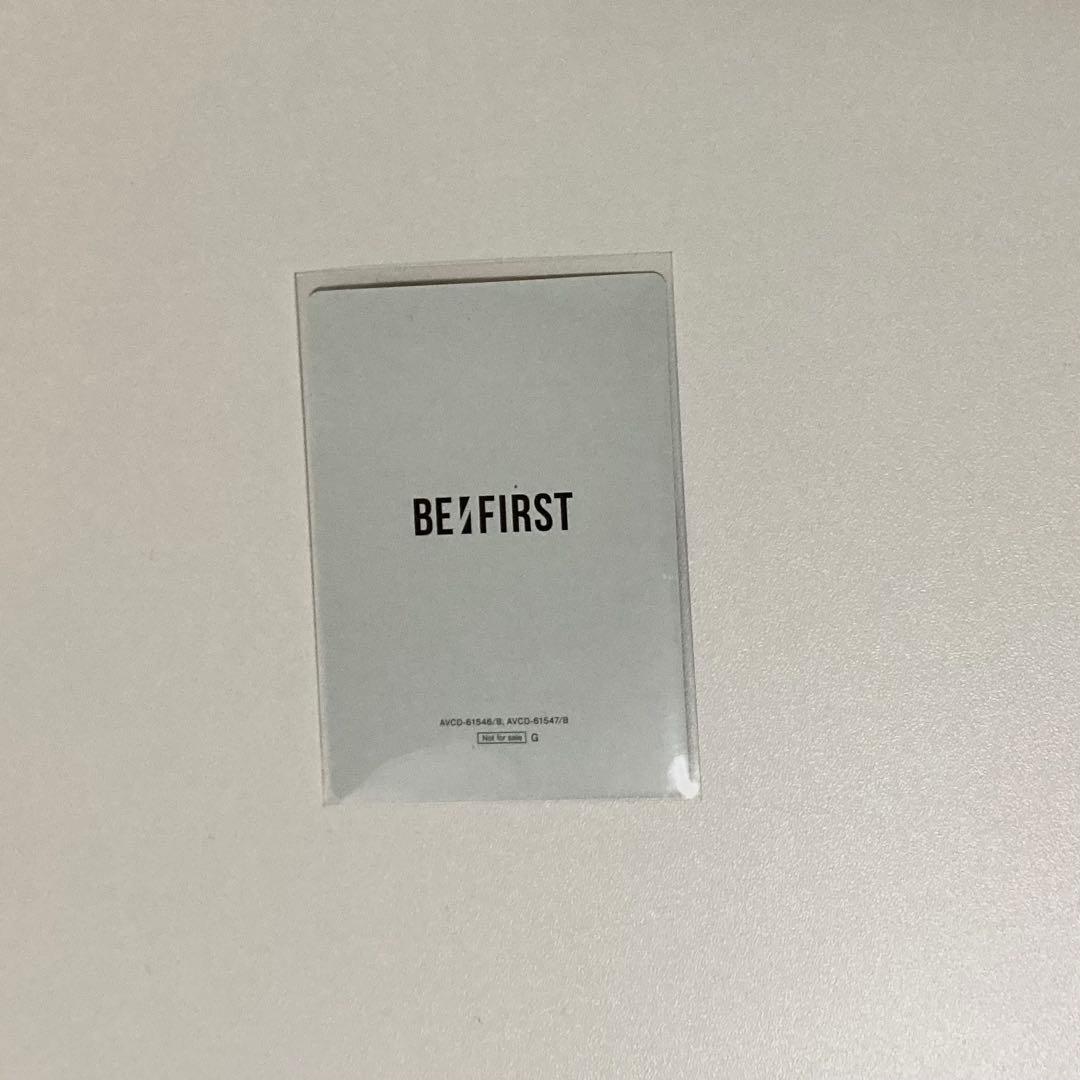 BE:FIRST
AVCD-61546/B, AVCD-61547/B
Not for sale G